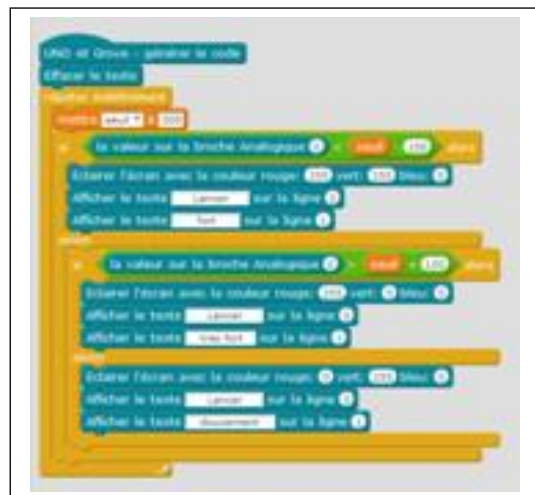 UNO et Grove - générer le code
Effacer le texte
répéter indéfiniment
mettre seuil à 300
si la valeur sur la broche Analogique seuil alors
Eclairer l'écran avec la couleur rouge: 255 vert: bleu: 0
Afficher le texte Lancer sur la ligne 0
Afficher le texte fort sur la ligne 1
sinon
si la valeur sur la broche Analogique > seuil + 100 alors
Eclairer l'écran avec la couleur rouge: 255 vert: 0 bleu: 0
Afficher le texte Lancer sur la ligne 0
Afficher le texte très fort sur la ligne 1
sinon
Eclairer l'écran avec la couleur rouge: 0 vert: 255 bleu: 0
Afficher le texte Lancer sur la ligne 0
Afficher le texte doucement sur la ligne 1